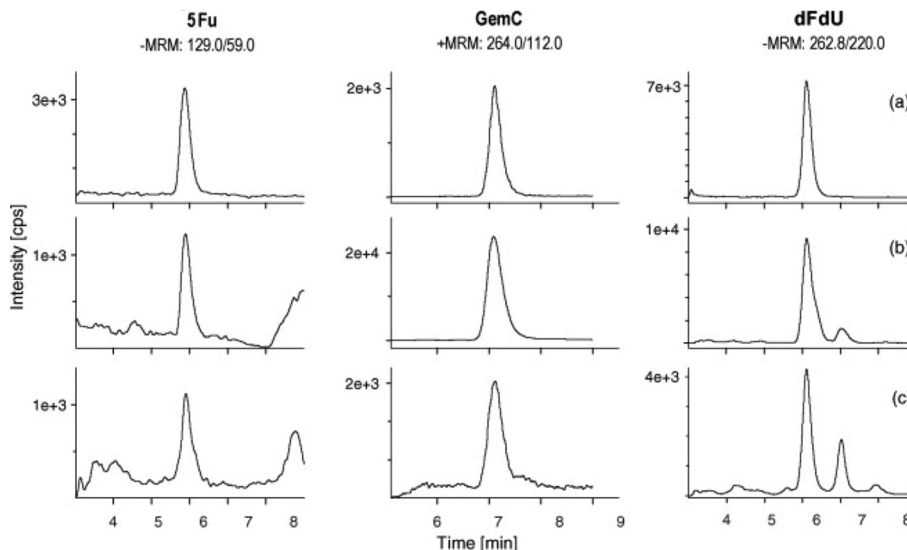 5Fu GemC dFdU
-MRM: 129.0/59.0 +MRM: 264.0/112.0 -MRM: 262.8/220.0
3e+3 2e+3 7e+3 (a)
Intensity [cps]
1e+3 2e+4 1e+4 (b)
1e+3 2e+3 4e+3 (c)
4 5 6 7 8 6 7 8 9 4 5 6 7 8
Time [min]